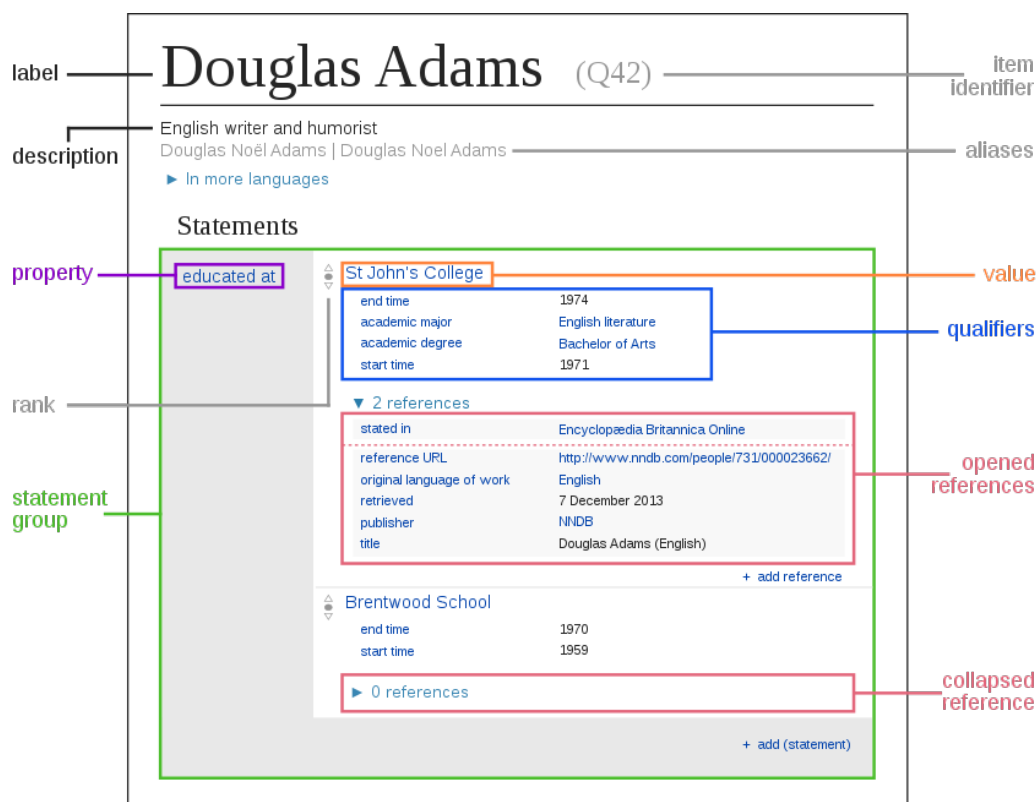 label
Douglas Adams (Q42)
item identifier
English writer and humorist
description
Douglas Noël Adams | Douglas Noel Adams
aliases
► In more languages
Statements
property
educated at
St John's College
value
end time 1974
academic major English literature
academic degree Bachelor of Arts
start time 1971
qualifiers
rank
▼ 2 references
stated in Encyclopædia Britannica Online
reference URL http://www.nndb.com/people/731/000023662/
original language of work English
retrieved 7 December 2013
publisher NNDB
title Douglas Adams (English)
opened
references
statement
group
+ add reference
Brentwood School
end time 1970
start time 1959
► 0 references
collapsed
reference
+ add (statement)